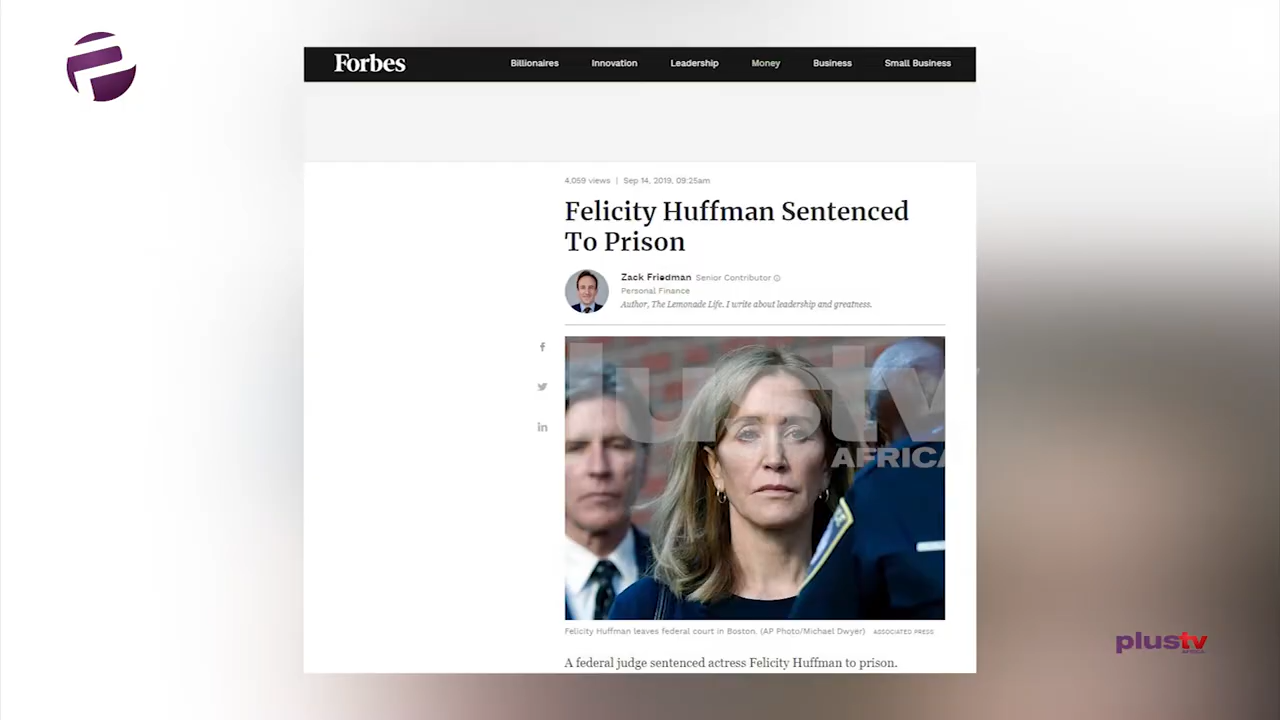 Forbes
Billionaires Innovation Leadership Money Business Small Business
4,059 views | Sep 14, 2019, 09:25am
Felicity Huffman Sentenced
To Prison
Zack Friedman Senior Contributor
Personal Finance
Author, The Lemonade Life. I write about leadership and greatness.
lustv
AFRICA
Felicity Huffman leaves federal court in Boston. (AP Photo/Michael Dwyer) ASSOCIATED PRESS
plustv
AFRICA
A federal judge sentenced actress Felicity Huffman to prison.